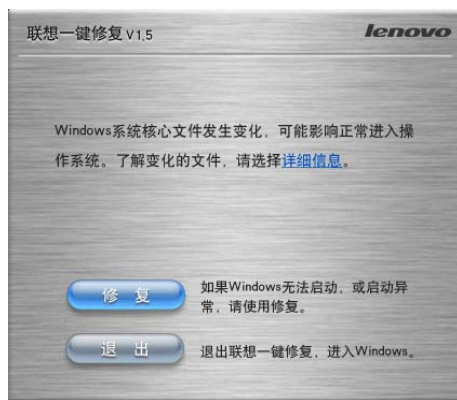 联想一键修复 V1.5
lenovo
Windows系统核心文件发生变化，可能影响正常进入操
作系统。了解变化的文件，请选择详细信息。
修 复
如果Windows无法启动，或启动异
常，请使用修复。
退 出
退出联想一键修复，进入Windows。